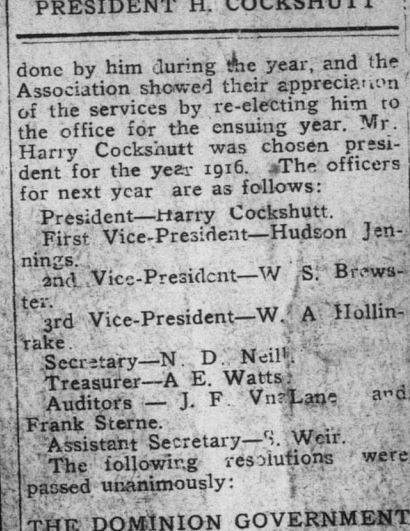 PRESIDENT H. COCKSHUTT
done by him during the year, and the
Association showed their appreciation
of the services by re-electing him to
the office for the ensuing year. Mr.
Harry Cockshutt was chosen presi-
dent for the year 1916. The officers
for next year are as follows:
President—Harry Cockshutt.
First Vice-President—Hudson Jen-
nings.
2nd Vice-President—W S. Brews-
ter.
3rd Vice-President—W. A Hollin-
rake.
Secretary—N. D. Neill.
Treasurer—A E. Watts.
Auditors — J. F. VnaLane and
Frank Sterne.
Assistant Secretary—S. Weir.
The following resolutions were
passed unanimously:
THE DOMINION GOVERNMENT